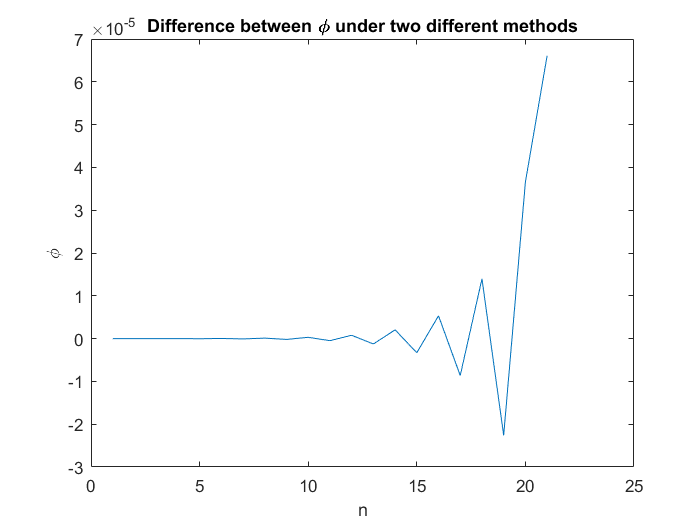 ×10⁻⁵ Difference between ϕ under two different methods
7
6
5
4
3
2
1
0
-1
-2
-3
ϕ
0 5 10 15 20 25
n